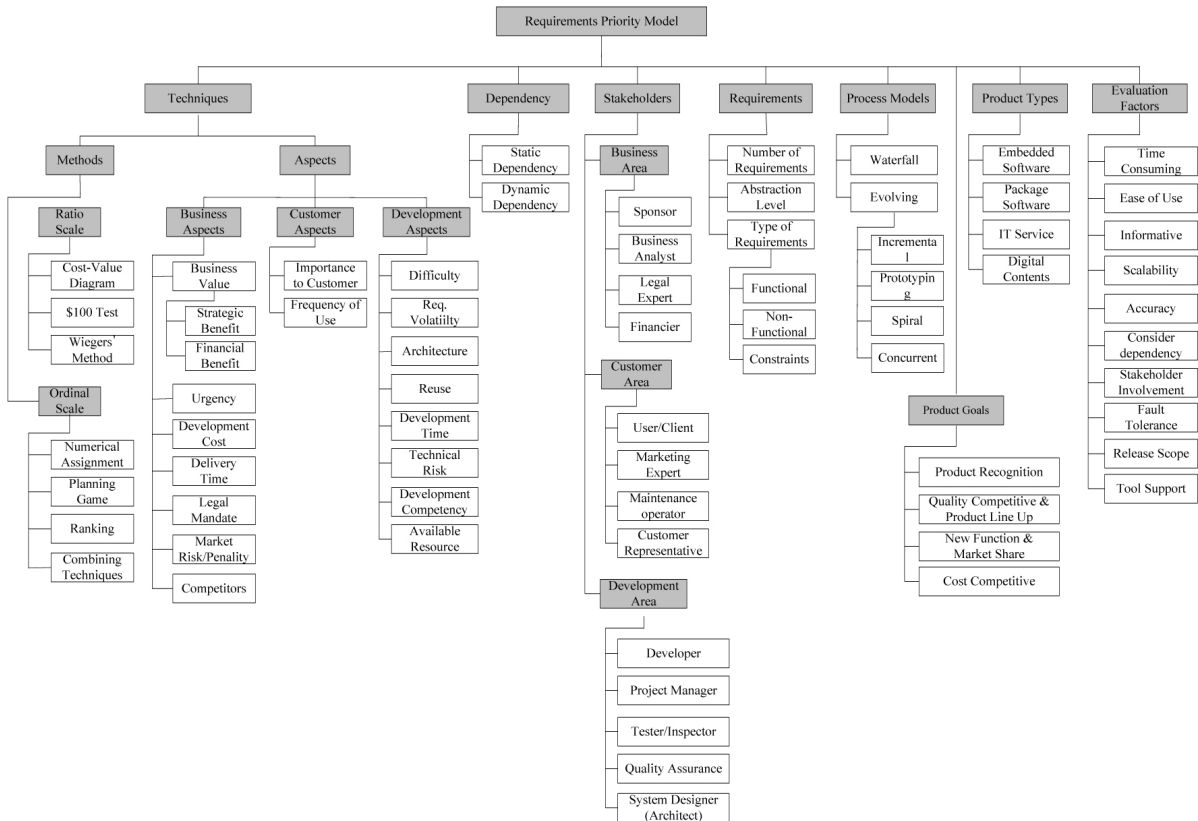 Requirements Priority Model
Techniques
Dependency
Stakeholders
Requirements
Process Models
Product Types
Evaluation
Factors
Methods
Aspects
Ratio
Scale
Cost-Value
Diagram
$100 Test
Wiegers'
Method
Ordinal
Scale
Numerical
Assignment
Planning
Game
Ranking
Combining
Techniques
Business
Aspects
Business
Value
Strategic
Benefit
Financial
Benefit
Urgency
Development
Cost
Delivery
Time
Legal
Mandate
Market
Risk/Penality
Competitors
Customer
Aspects
Importance
to Customer
Frequency of
Use
Development
Aspects
Difficulty
Req.
Volatiilty
Architecture
Reuse
Development
Time
Technical
Risk
Development
Competency
Available
Resource
Static
Dependency
Dynamic
Dependency
Business
Area
Sponsor
Business
Analyst
Legal
Expert
Financier
Customer
Area
User/Client
Marketing
Expert
Maintenance
operator
Customer
Representative
Development
Area
Developer
Project Manager
Tester/Inspector
Quality Assurance
System Designer
(Architect)
Number of
Requirements
Abstraction
Level
Type of
Requirements
Functional
Non-
Functional
Constraints
Waterfall
Evolving
Incrementa
l
Prototypin
g
Spiral
Concurrent
Embedded
Software
Package
Software
IT Service
Digital
Contents
Product Goals
Product Recognition
Quality Competitive &
Product Line Up
New Function &
Market Share
Cost Competitive
Time
Consuming
Ease of Use
Informative
Scalability
Accuracy
Consider
dependency
Stakeholder
Involvement
Fault
Tolerance
Release Scope
Tool Support